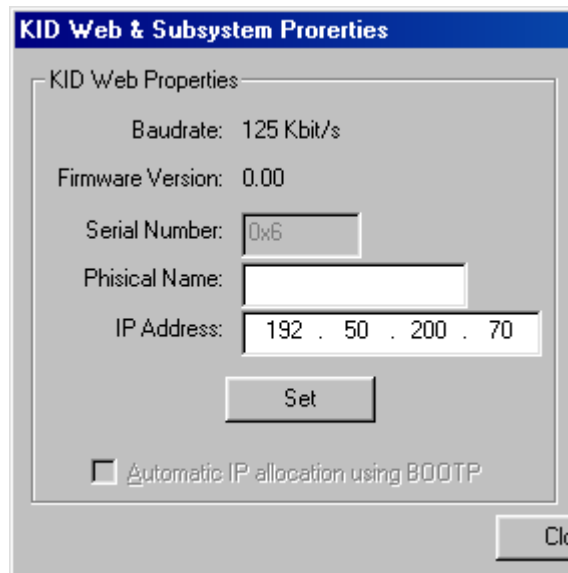 KID Web & Subsystem Prorerties
KID Web Properties
Baudrate: 125 Kbit/s
Firmware Version: 0.00
Serial Number: 0x6
Phisical Name:
IP Address: 192 . 50 . 200 . 70
Set
Automatic IP allocation using BOOTP
Clo